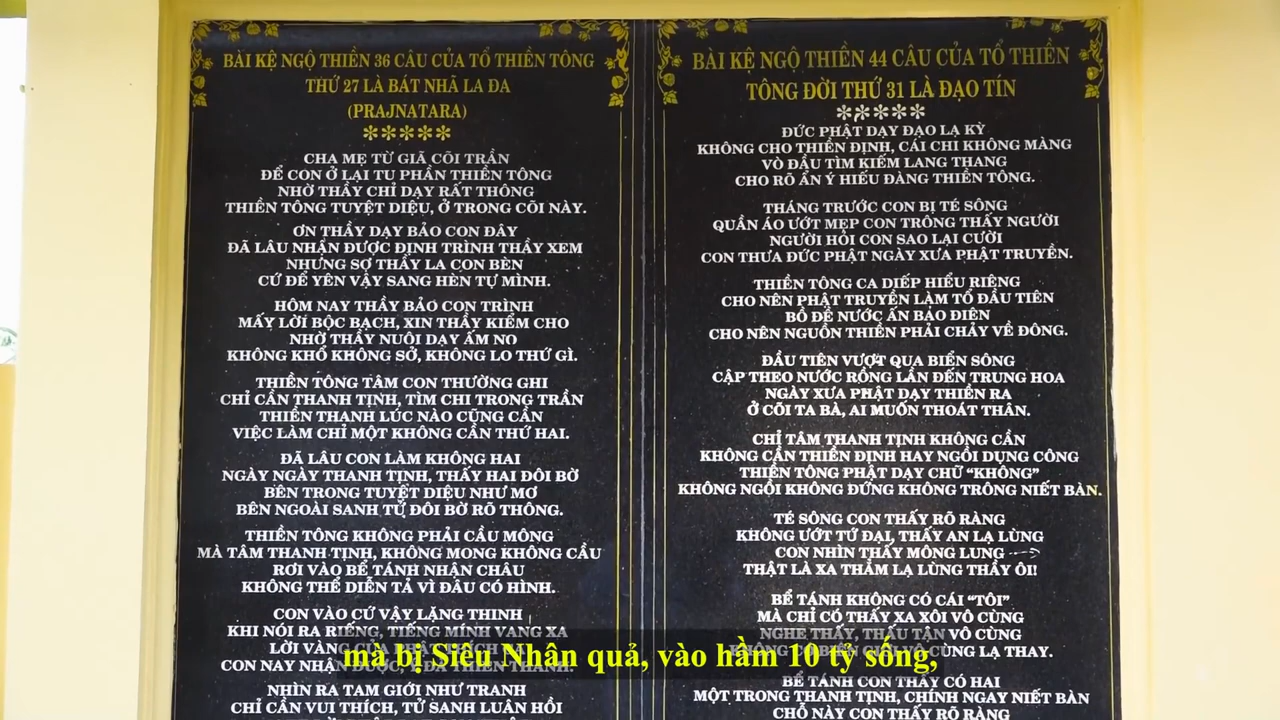 BÀI KỆ NGỘ THIỀN 36 CÂU CỦA TỔ THIỀN TÔNG
THỨ 27 LÀ BÁT NHÃ LA ĐA
(PRAJNATARA)
CHA MẸ TỪ GIÃ CÕI TRẦN
ĐỂ CON Ở LẠI TU PHẦN THIỀN TÔNG
NHỜ THẦY CHỈ DẠY RẤT THÔNG
THIỀN TÔNG TUYỆT DIỆU, Ở TRONG CÕI NÀY.
ƠN THẦY DẠY BẢO CON ĐÂY
ĐÃ LÂU NHẬN ĐƯỢC ĐỊNH TRÌNH THẦY XEM
NHƯNG SỢ THẦY LA CON BÈN
CỨ ĐỂ YÊN VẬY SANG HÈN TỰ MÌNH.
HÔM NAY THẦY BẢO CON TRÌNH
MẤY LỜI BỘC BẠCH, XIN THẦY KIỂM CHO
NHỜ THẦY NUÔI DẠY ẤM NO
KHÔNG KHỔ KHÔNG SỞ, KHÔNG LO THỨ GÌ.
THIỀN TÔNG TÂM CON THƯỜNG GHI
CHỈ CẦN THANH TỊNH, TÌM CHI TRONG TRẦN
THIỀN THANH LÚC NÀO CŨNG CẦN
VIỆC LÀM CHỈ MỘT KHÔNG CẦN THỨ HAI.
ĐÃ LÂU CON LÀM KHÔNG HAI
NGÀY NGÀY THANH TỊNH, THẤY HAI ĐÔI BỜ
BÊN TRONG TUYỆT DIỆU NHƯ MƠ
BÊN NGOÀI SANH TỬ ĐÔI BỜ RÕ THÔNG.
THIỀN TÔNG KHÔNG PHẢI CẦU MÔNG
MÀ TÂM THANH TỊNH, KHÔNG MONG KHÔNG CẦU
RƠI VÀO BỂ TÁNH NHẬN CHÂU
KHÔNG THỂ DIỄN TẢ VÌ ĐÂU CÓ HÌNH.
CON VÀO CỨ VẬY LẶNG THINH
KHI NÓI RA RIẾNG, TIẾNG MÍNH VANG XA
LỜI VÀNG CỦA
CON NAY NHẬN ĐƯỢC, THIỀN THANH.
NHÌN RA TAM GIỚI NHƯ TRANH
CHỈ CẦN VUI THÍCH, TỬ SANH LUÂN HỒI
BÀI KỆ NGỘ THIỀN 44 CÂU CỦA TỔ THIỀN
TÔNG ĐỜI THỨ 31 LÀ ĐẠO TÍN
ĐỨC PHẬT DẠY ĐẠO LẠ KỲ
KHÔNG CHO THIỀN ĐỊNH, CÁI CHI KHÔNG MÀNG
VÒ ĐẦU TÌM KIẾM LANG THANG
CHO RÕ ẨN Ý HIỂU ĐÀNG THIỀN TÔNG.
THÁNG TRƯỚC CON BỊ TÉ SÔNG
QUẦN ÁO ƯỚT MẸP CON TRÔNG THẤY NGƯỜI
NGƯỜI HỎI CON SAO LẠI CƯỜI
CON THƯA ĐỨC PHẬT NGÀY XƯA PHẬT TRUYỀN.
THIỀN TÔNG CA DIẾP HIỂU RIÊNG
CHO NÊN PHẬT TRUYỀN LÀM TỔ ĐẦU TIÊN
BỒ ĐỀ NƯỚC ẤN BÁO ĐIÊN
CHO NÊN NGUỒN THIỀN PHẢI CHẢY VỀ ĐÔNG.
ĐẦU TIÊN VƯỢT QUA BIỂN SÔNG
CẬP THEO NƯỚC RỒNG LẦN ĐẾN TRUNG HOA
NGÀY XƯA PHẬT DẠY THIỀN RA
Ở CÕI TA BÀ, AI MUỐN THOÁT THÂN.
CHỈ TÂM THANH TỊNH KHÔNG CẦN
KHÔNG CẦN THIỀN ĐỊNH HAY NGỒI DỤNG CÔNG
THIỀN TÔNG PHẬT DẠY CHỮ “KHÔNG”
KHÔNG NGỒI KHÔNG ĐỨNG KHÔNG TRÔNG NIẾT BÀN.
TÉ SÔNG CON THẤY RÕ RÀNG
KHÔNG ƯỚT TỨ ĐẠI, THẤY AN LẠ LÙNG
CON NHÌN THẤY MÔNG LUNG
THẬT LÀ XA THẲM LẠ LÙNG THẦY ÔI!
BỂ TÁNH KHÔNG CÓ CÁI “TÔI”
MÀ CHỈ CÓ THẤY XA XÔI VÔ CÙNG
NGHE THẤY, THẤU TẬN VÔ CÙNG
VÔ CÙNG LẠ THAY.
BỂ TÁNH CON THẤY CÓ HAI
MỘT TRONG THANH TỊNH, CHÍNH NGAY NIẾT BÀN
CHỖ NÀY CON THẤY RÕ RÀNG
mà bị Siêu Nhân quả, vào hầm 10 tỷ sống,